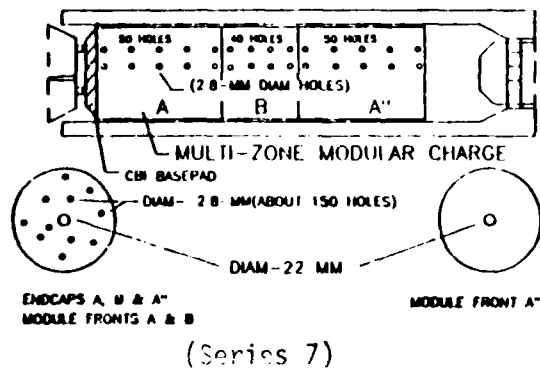 80 HOLES 40 HOLES 50 HOLES
(2 8-MM DIAM HOLES)
A B A"
MULTI-ZONE MODULAR CHARGE
CBI BASEPAD
DIAM- 2 8-MM(ABOUT 150 HOLES)
DIAM-22 MM
ENDCAPS A, B & A"
MODULE FRONTS A & B
MODULE FRONT A"
(Series 7)